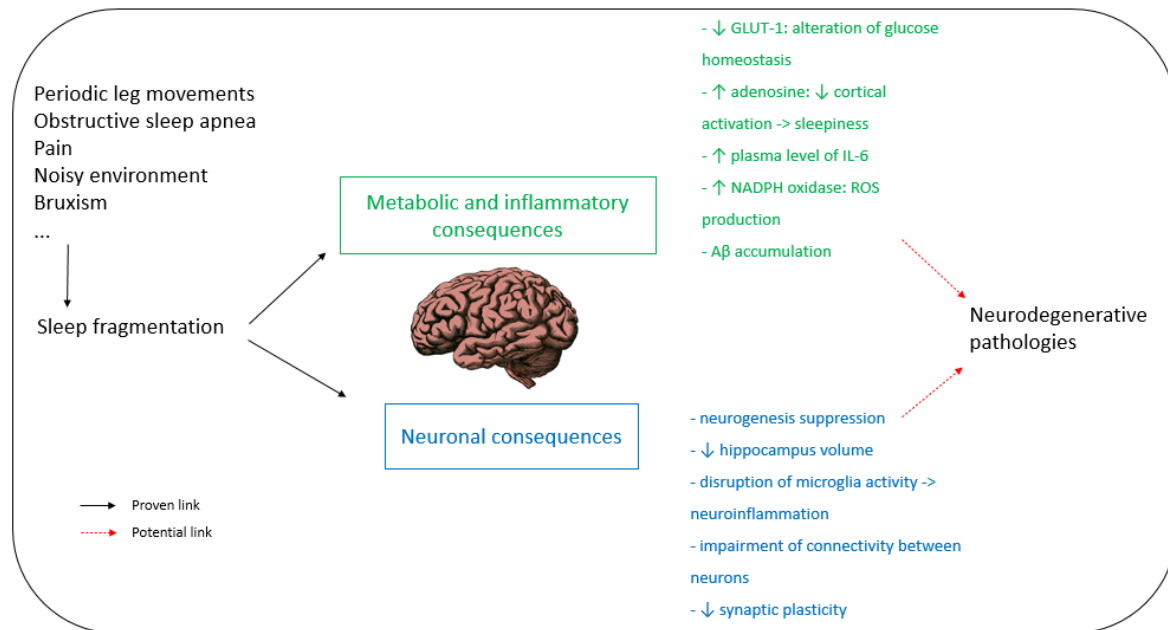 Periodic leg movements
Obstructive sleep apnea
Pain
Noisy environment
Bruxism
...
Sleep fragmentation
Metabolic and inflammatory
consequences
Neuronal consequences
- ↓ GLUT-1: alteration of glucose
homeostasis
- ↑ adenosine: ↓ cortical
activation -> sleepiness
- ↑ plasma level of IL-6
- ↑ NADPH oxidase: ROS
production
- Aβ accumulation
- neurogenesis suppression
- ↓ hippocampus volume
- disruption of microglia activity ->
neuroinflammation
- impairment of connectivity between
neurons
- ↓ synaptic plasticity
Neurodegenerative
pathologies
Proven link
Potential link